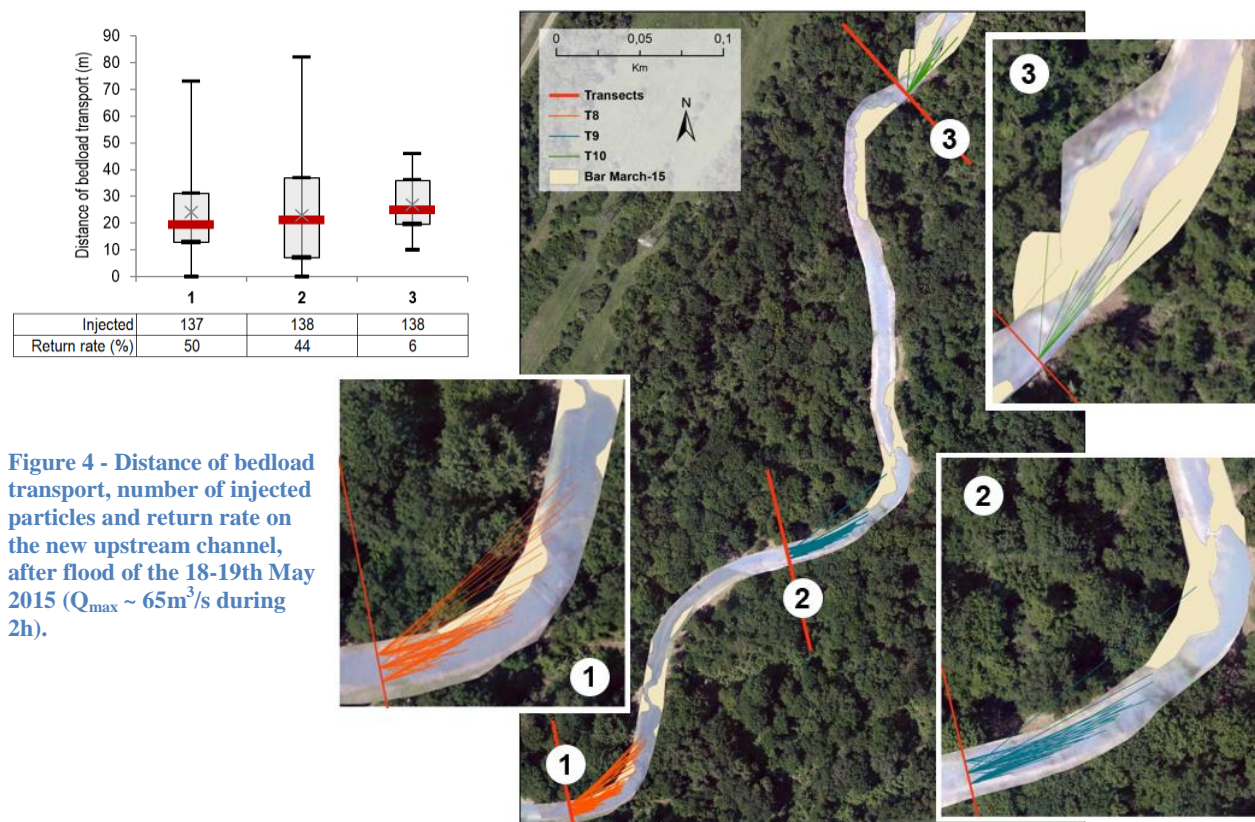 90
80
70
60
50
40
30
20
10
0
Distance of bedload transport (m)
1 2 3
Injected 137 138 138
Return rate (%) 50 44 6
Figure 4 - Distance of bedload
transport, number of injected
particles and return rate on
the new upstream channel,
after flood of the 18-19th May
2015 (Qmax ~ 65m³/s during
2h).
0 0,05 0,1
Km
Transects
T8
T9
T10
Bar March-15
N
3
2
1
3
1
2